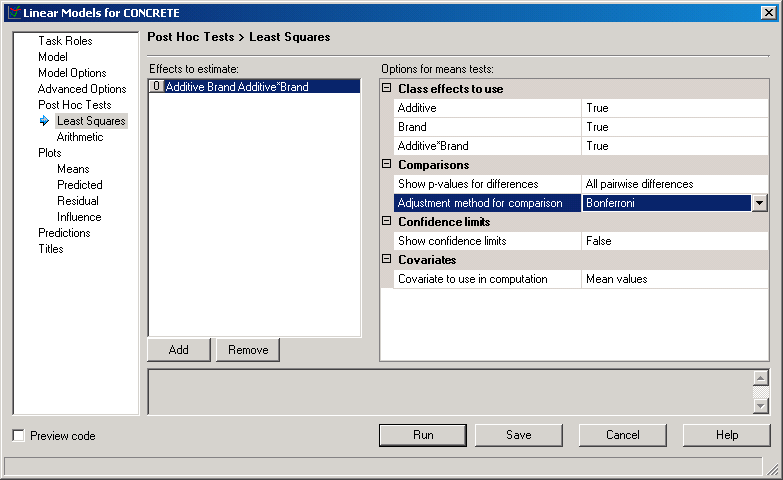 Linear Models for CONCRETE
Task Roles
Model
Model Options
Advanced Options
Post Hoc Tests
Least Squares
Arithmetic
Plots
Means
Predicted
Residual
Influence
Predictions
Titles
Post Hoc Tests > Least Squares
Effects to estimate:
0 Additive Brand Additive*Brand
Add Remove
Options for means tests:
Class effects to use
Additive True
Brand True
Additive*Brand True
Comparisons
Show p-values for differences All pairwise differences
Adjustment method for comparison Bonferroni
Confidence limits
Show confidence limits False
Covariates
Covariate to use in computation Mean values
Preview code
Run Save Cancel Help